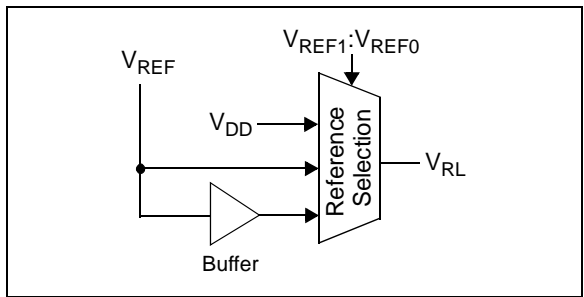 VREF1:VREF0
VREF
VDD
Reference
Selection
VRL
Buffer